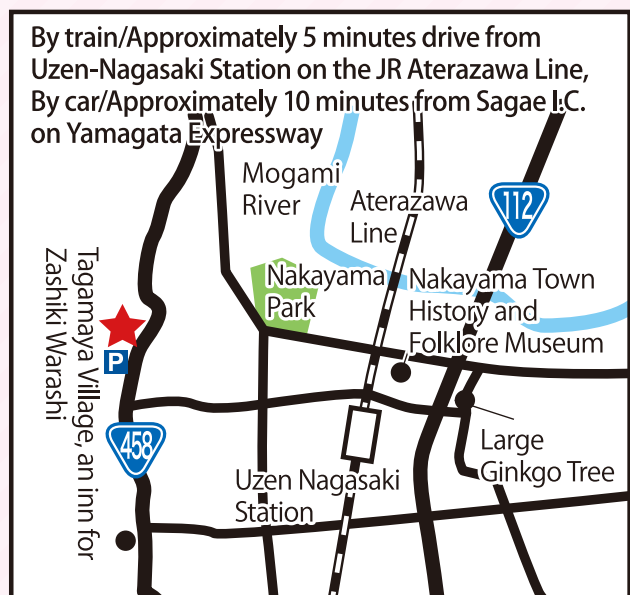 By train/Approximately 5 minutes drive from
Uzen-Nagasaki Station on the JR Aterazawa Line,
By car/Approximately 10 minutes from Sagae I.C.
on Yamagata Expressway
Mogami
River
Aterazawa
Line
112
Nakayama
Park
Nakayama Town
History and
Folklore Museum
Tagamaya Village, an inn for
Zashiki Warashi
P
458
Large
Ginkgo Tree
Uzen Nagasaki
Station